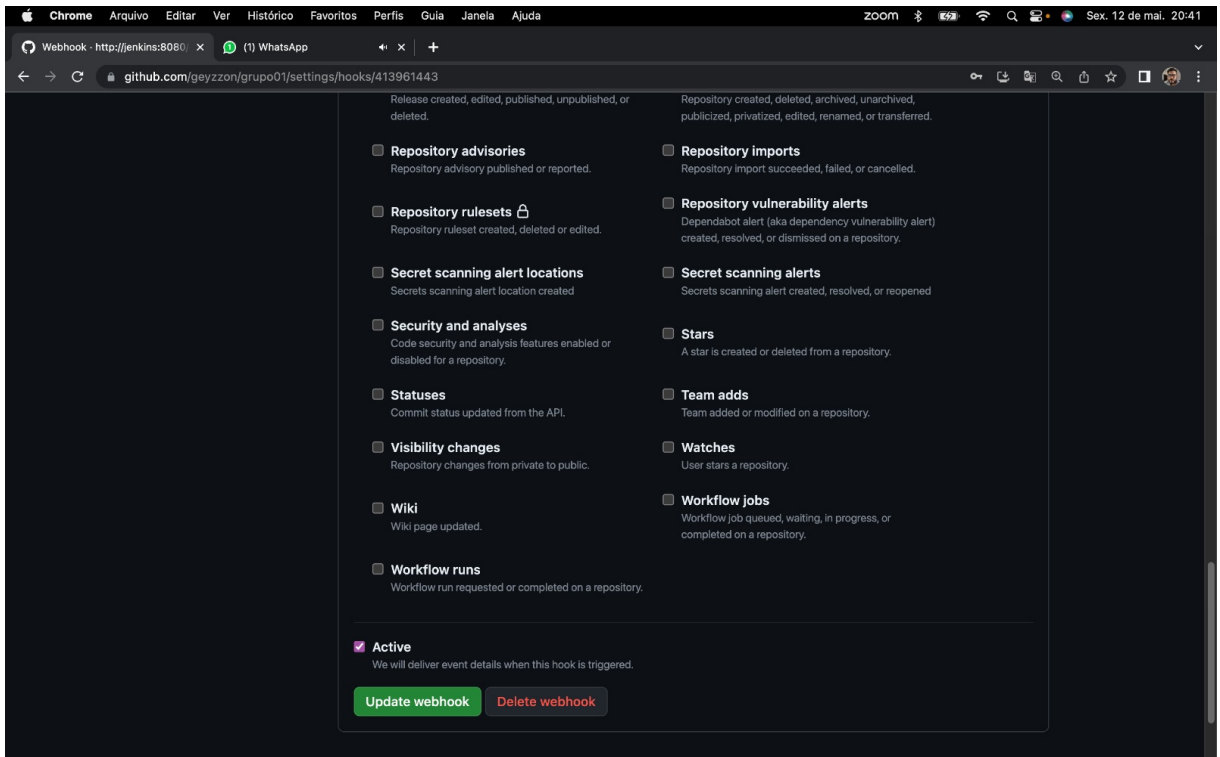 Chrome Arquivo Editar Ver Histórico Favoritos Perfis Guia Janela Ajuda zoom Sex. 12 de mai. 20:41
Webhook · http://jenkins:8080/ (1) WhatsApp
github.com/geyzzon/grupo01/settings/hooks/413961443
Release created, edited, published, unpublished, or deleted.
Repository created, deleted, archived, unarchived, publicized, privatized, edited, renamed, or transferred.
Repository advisories
Repository advisory published or reported.
Repository imports
Repository import succeeded, failed, or cancelled.
Repository rulesets
Repository ruleset created, deleted or edited.
Repository vulnerability alerts
Dependabot alert (aka dependency vulnerability alert)
created, resolved, or dismissed on a repository.
Secret scanning alert locations
Secrets scanning alert location created
Secret scanning alerts
Secrets scanning alert created, resolved, or reopened
Security and analyses
Code security and analysis features enabled or
disabled for a repository.
Stars
A star is created or deleted from a repository.
Statuses
Commit status updated from the API.
Team adds
Team added or modified on a repository.
Visibility changes
Repository changes from private to public.
Watches
User stars a repository.
Wiki
Wiki page updated.
Workflow jobs
Workflow job queued, waiting, in progress, or
completed on a repository.
Workflow runs
Workflow run requested or completed on a repository.
Active
We will deliver event details when this hook is triggered.
Update webhook Delete webhook